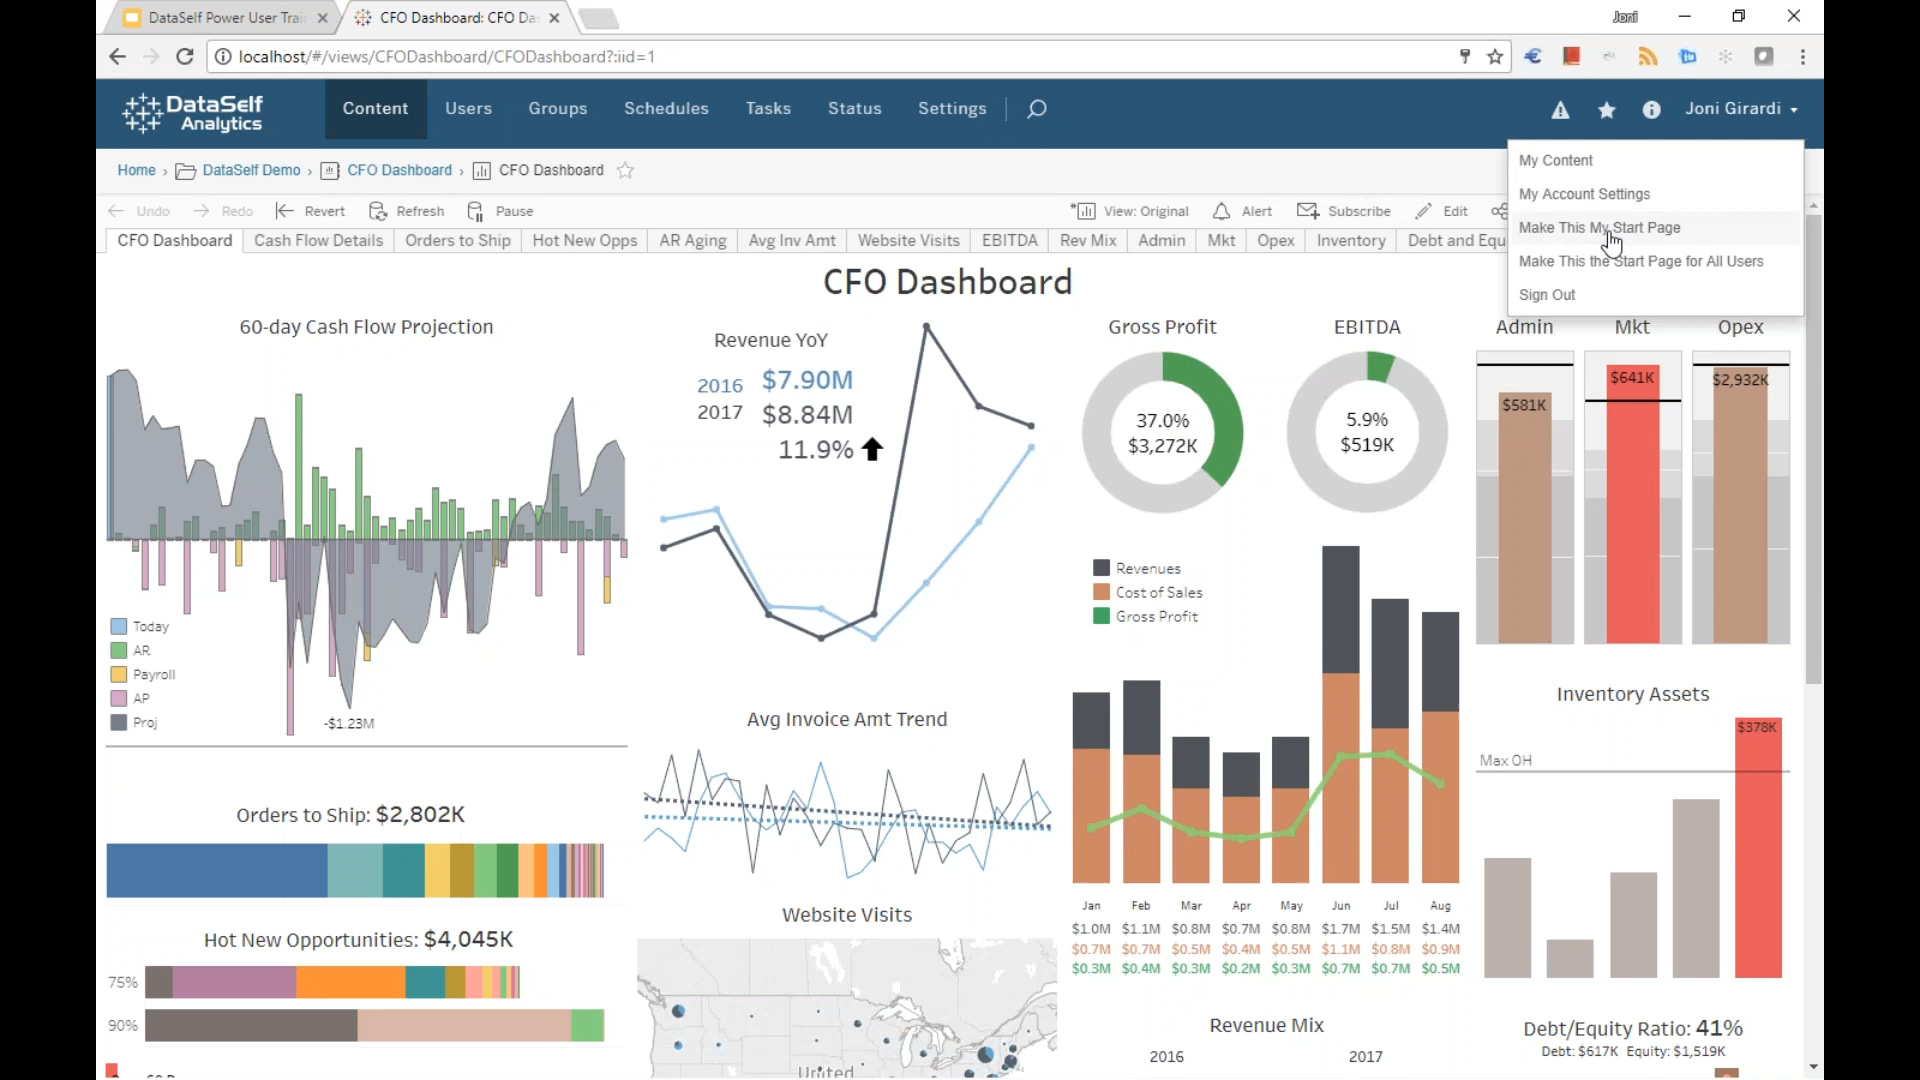 DataSelf Power User Trai
CFO Dashboard: CFO Da
Joni
localhost/#/views/CFODashboard/CFODashboard?:iid=1
DataSelf
Analytics
Content
Users
Groups
Schedules
Tasks
Status
Settings
Joni Girardi
Home
DataSelf Demo
CFO Dashboard
CFO Dashboard
My Content
My Account Settings
Make This My Start Page
Make This the Start Page for All Users
Sign Out
Undo
Redo
Revert
Refresh
Pause
View: Original
Alert
Subscribe
Edit
CFO Dashboard
Cash Flow Details
Orders to Ship
Hot New Opps
AR Aging
Avg Inv Amt
Website Visits
EBITDA
Rev Mix
Admin
Mkt
Opex
Inventory
Debt and Equ
CFO Dashboard
60-day Cash Flow Projection
Today
AR
Payroll
AP
Proj
-$1.23M
Orders to Ship: $2,802K
Hot New Opportunities: $4,045K
75%
90%
Revenue YoY
2016 $7.90M
2017 $8.84M
11.9%
Avg Invoice Amt Trend
Website Visits
United
Gross Profit
37.0%
$3,272K
EBITDA
5.9%
$519K
Revenues
Cost of Sales
Gross Profit
Jan Feb Mar Apr May Jun Jul Aug
$1.0M $1.1M $0.8M $0.7M $0.8M $1.7M $1.5M $1.4M
$0.7M $0.7M $0.5M $0.4M $0.5M $1.1M $0.8M $0.9M
$0.3M $0.4M $0.3M $0.2M $0.3M $0.7M $0.7M $0.5M
Revenue Mix
2016 2017
Admin Mkt Opex
$581K
$641K
$2,932K
Inventory Assets
$378K
Max OH
Debt/Equity Ratio: 41%
Debt: $617K Equity: $1,519K